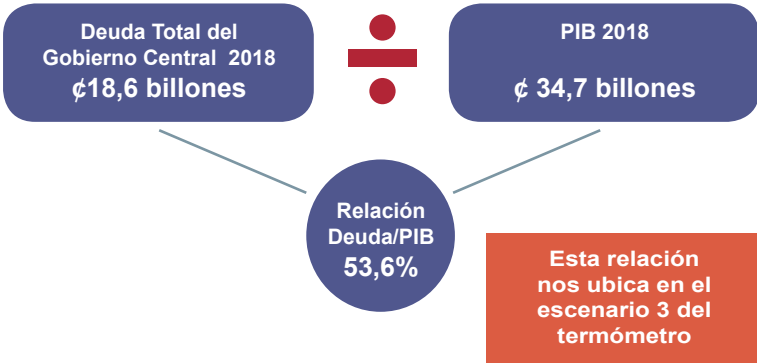 Deuda Total del
Gobierno Central 2018
₡18,6 billones
PIB 2018
₡ 34,7 billones
Relación
Deuda/PIB
53,6%
Esta relación
nos ubica en el
escenario 3 del
termómetro